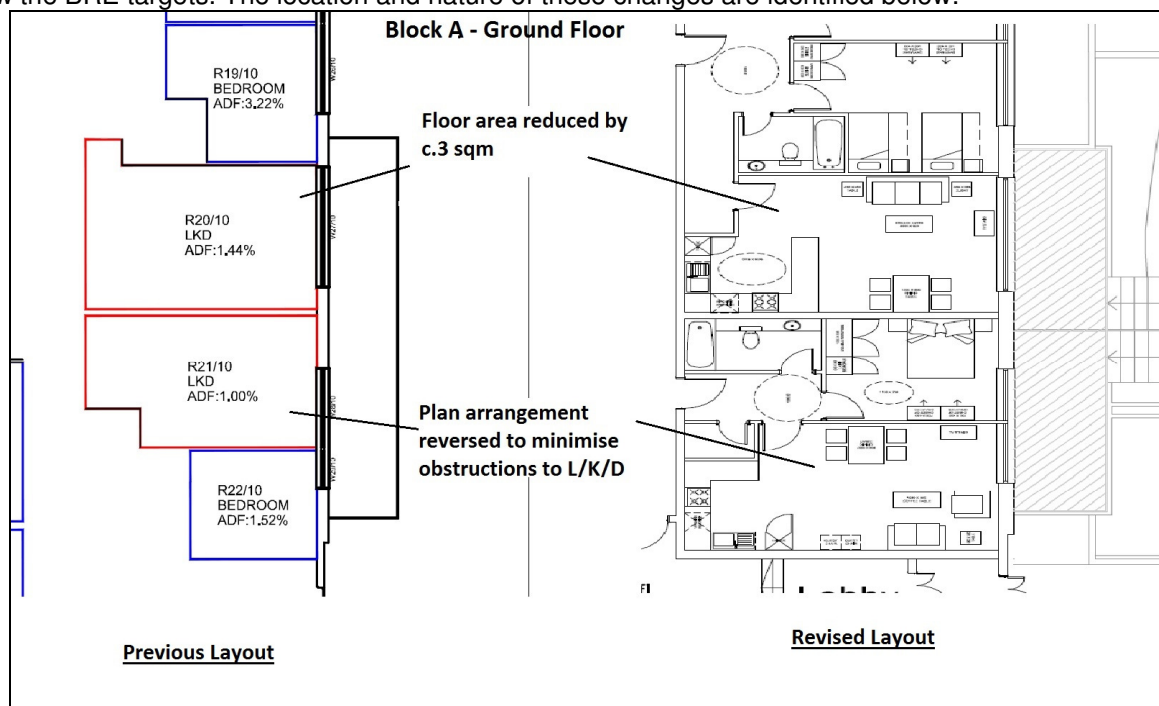 w the BRE targets. The location and nature of these changes are identified below.
Block A - Ground Floor
R19/10
BEDROOM
ADF:3.22%
Floor area reduced by
c.3 sqm
R20/10
LKD
ADF:1.44%
R21/10
LKD
ADF:1.00%
Plan arrangement
reversed to minimise
obstructions to L/K/D
R22/10
BEDROOM
ADF:1.52%
Lobby
Previous Layout
Revised Layout